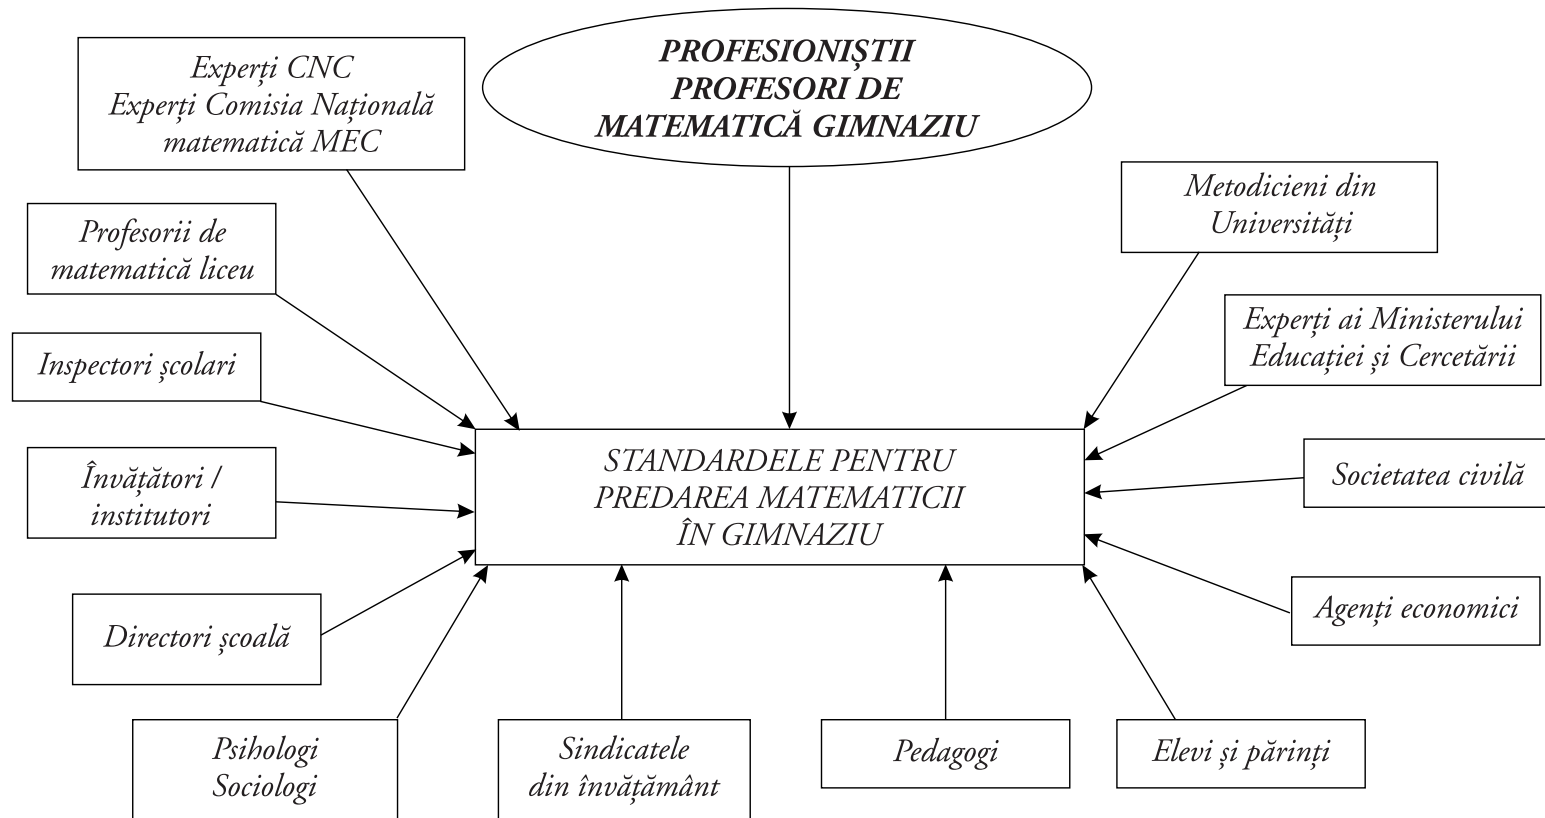 Experți CNC
Experți Comisia Națională
matematică MEC
PROFESIONIȘTII
PROFESORI DE
MATEMATICĂ GIMNAZIU
Metodicieni din
Universități
Profesorii de
matematică liceu
Experți ai Ministerului
Educației și Cercetării
Inspectori școlari
Învățători /
institutori
STANDARDELE PENTRU
PREDAREA MATEMATICII
ÎN GIMNAZIU
Societatea civilă
Directori școală
Agenți economici
Psihologi
Sociologi
Sindicatele
din învățământ
Pedagogi
Elevi și părinți